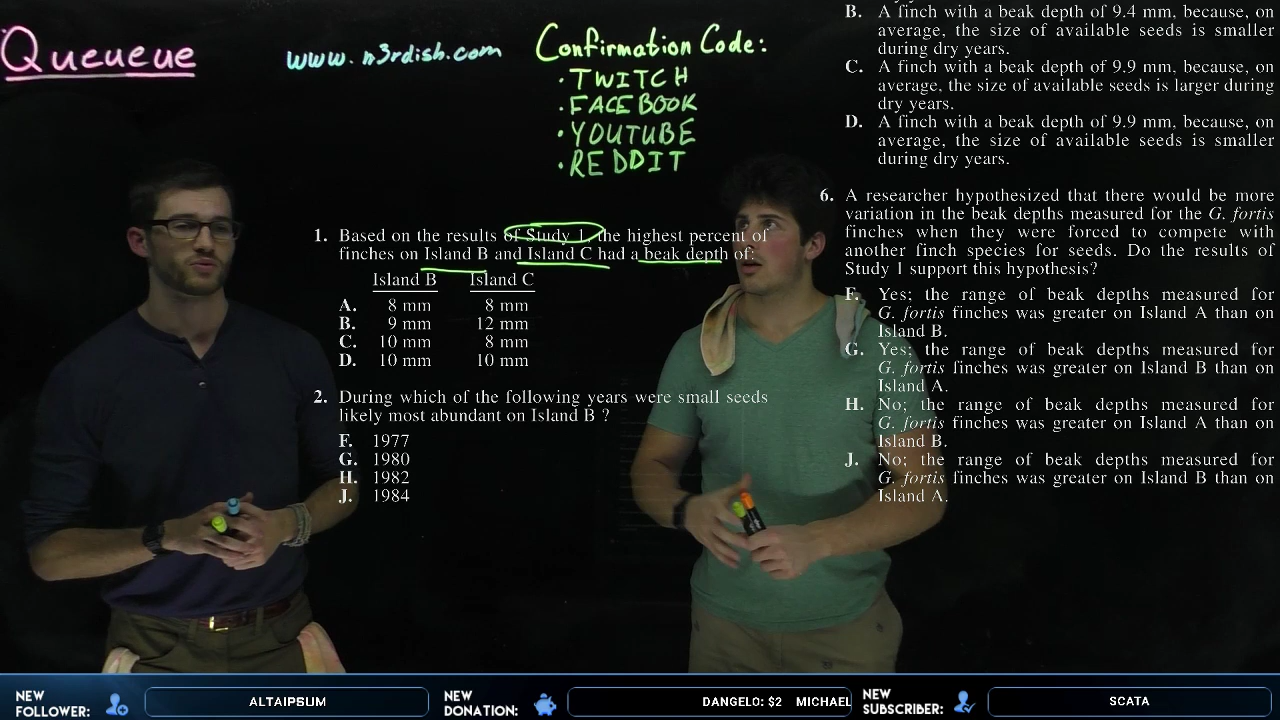 Queueue
www.n3rdish.com
Confirmation Code:
• TWITCH
• FACEBOOK
• YOUTUBE
• REDDIT
1. Based on the results of Study 1, the highest percent of
finches on Island B and Island C had a beak depth of:
Island B Island C
A. 8 mm 8 mm
B. 9 mm 12 mm
C. 10 mm 8 mm
D. 10 mm 10 mm
2. During which of the following years were small seeds
likely most abundant on Island B ?
F. 1977
G. 1980
H. 1982
J. 1984
B. A finch with a beak depth of 9.4 mm, because, on
average, the size of available seeds is smaller
during dry years.
C. A finch with a beak depth of 9.9 mm, because, on
average, the size of available seeds is larger during
dry years.
D. A finch with a beak depth of 9.9 mm, because, on
average, the size of available seeds is smaller
during dry years.
6. A researcher hypothesized that there would be more
variation in the beak depths measured for the G. fortis
finches when they were forced to compete with
another finch species for seeds. Do the results of
Study 1 support this hypothesis?
F. Yes; the range of beak depths measured for
G. fortis finches was greater on Island A than on
Island B.
G. Yes; the range of beak depths measured for
G. fortis finches was greater on Island B than on
Island A.
H. No; the range of beak depths measured for
G. fortis finches was greater on Island A than on
Island B.
J. No; the range of beak depths measured for
G. fortis finches was greater on Island B than on
Island A.
NEW FOLLOWER: ALTAIPSUM
NEW DONATION: DANGELO: $2 MICHAEL
NEW SUBSCRIBER: SCATA